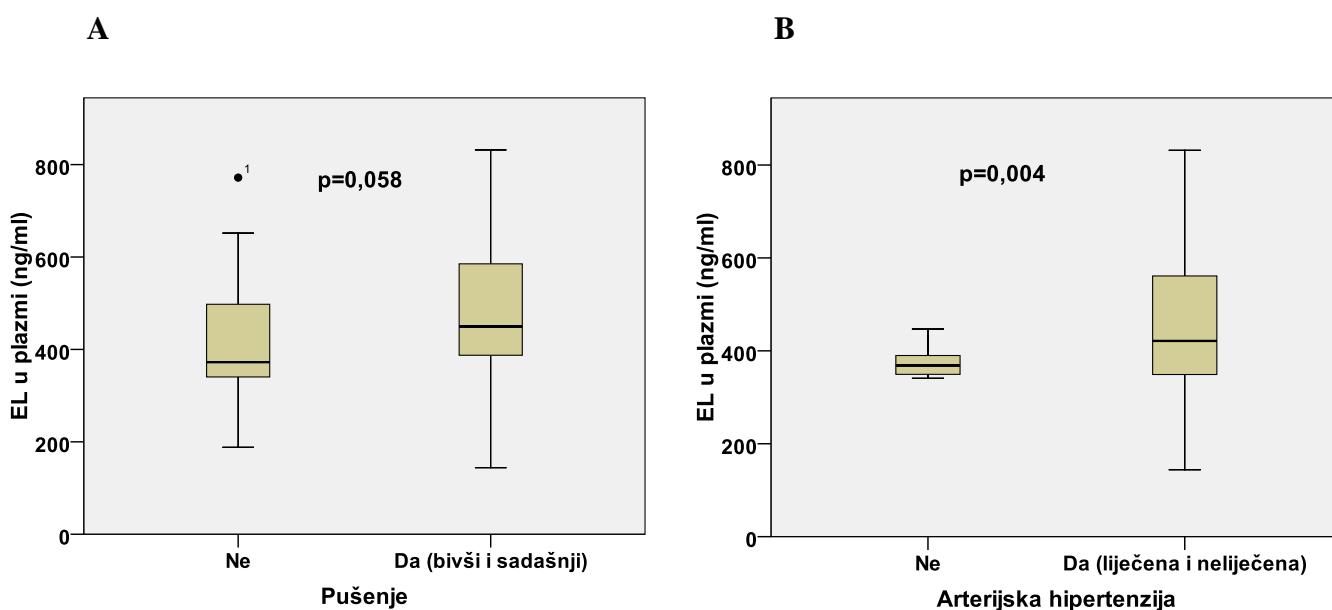 A
EL u plazmi (ng/ml)
800
600
400
200
0
1
p=0,058
Ne
Da (bivši i sadašnji)
Pušenje
B
EL u plazmi (ng/ml)
800
600
400
200
0
p=0,004
Ne
Da (liječena i neliječena)
Arterijska hipertenzija